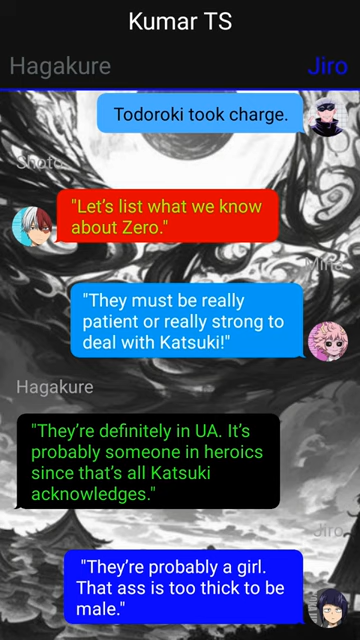 Kumar TS
Hagakure
Jiro
Todoroki took charge.
Shoto
"Let's list what we know
about Zero."
Mina
"They must be really
patient or really strong to
deal with Katsuki!"
Hagakure
"They're definitely in UA. It's
probably someone in heroics
since that's all Katsuki
acknowledges."
Jiro
"They're probably a girl.
That ass is too thick to be
male."